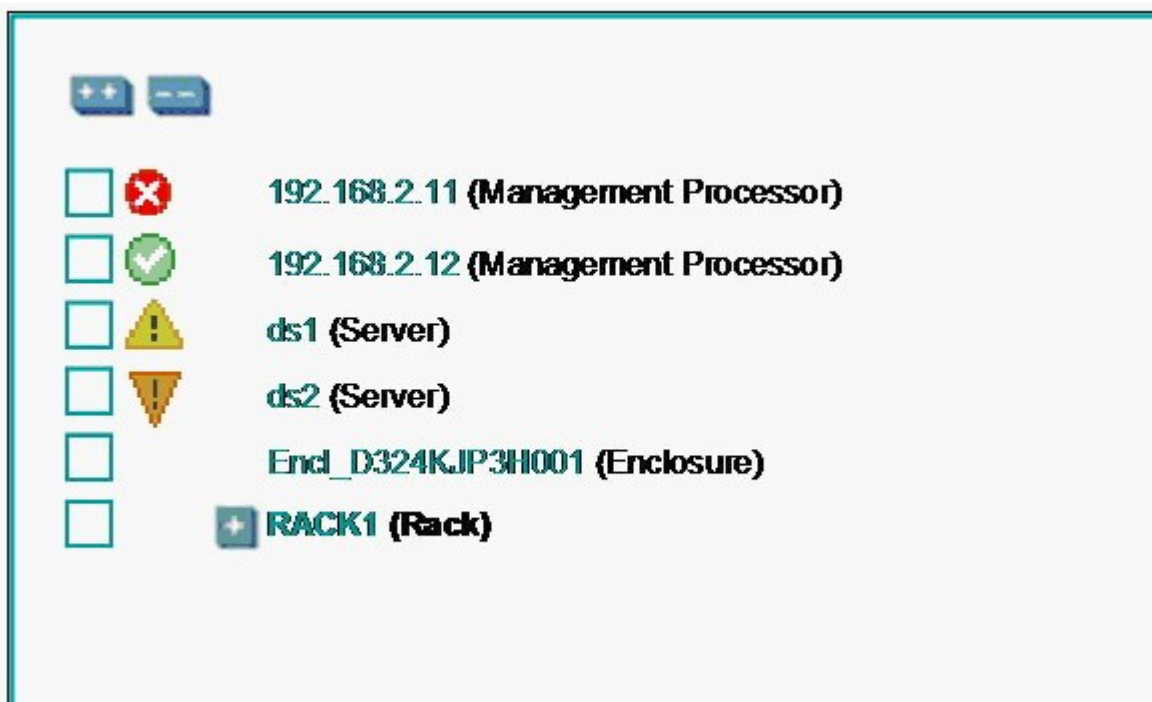 ++ --
192.168.2.11 (Management Processor)
192.168.2.12 (Management Processor)
ds1 (Server)
ds2 (Server)
Encl_D324KJP3H001 (Enclosure)
+ RACK1 (Rack)